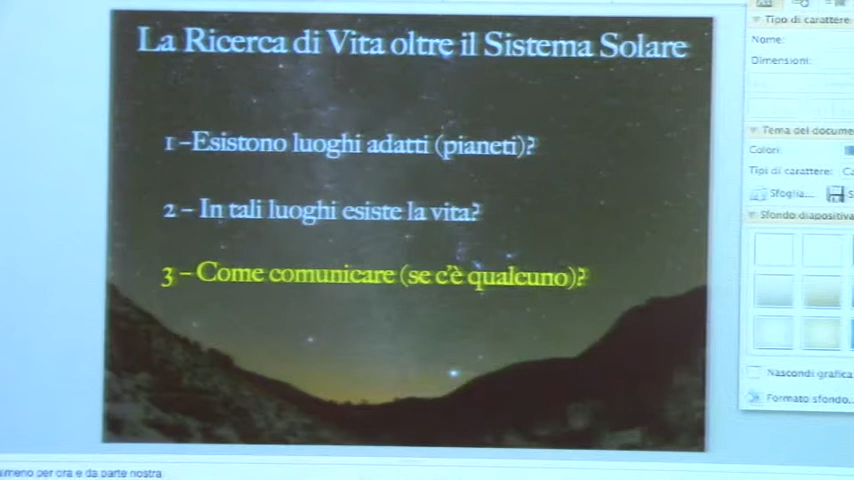 La Ricerca di Vita oltre il Sistema Solare
1 – Esistono luoghi adatti (pianeti)?
2 – In tali luoghi esiste la vita?
3 – Come comunicare (se c'è qualcuno)?
Tipo di carattere
Nome:
Dimensioni:
Tema del docume
Colori:
Tipi di carattere:
Sfoglia...
Sfondo diapositiva
Nascondi grafica
Formato sfondo..
lmeno per ora e da parte nostra